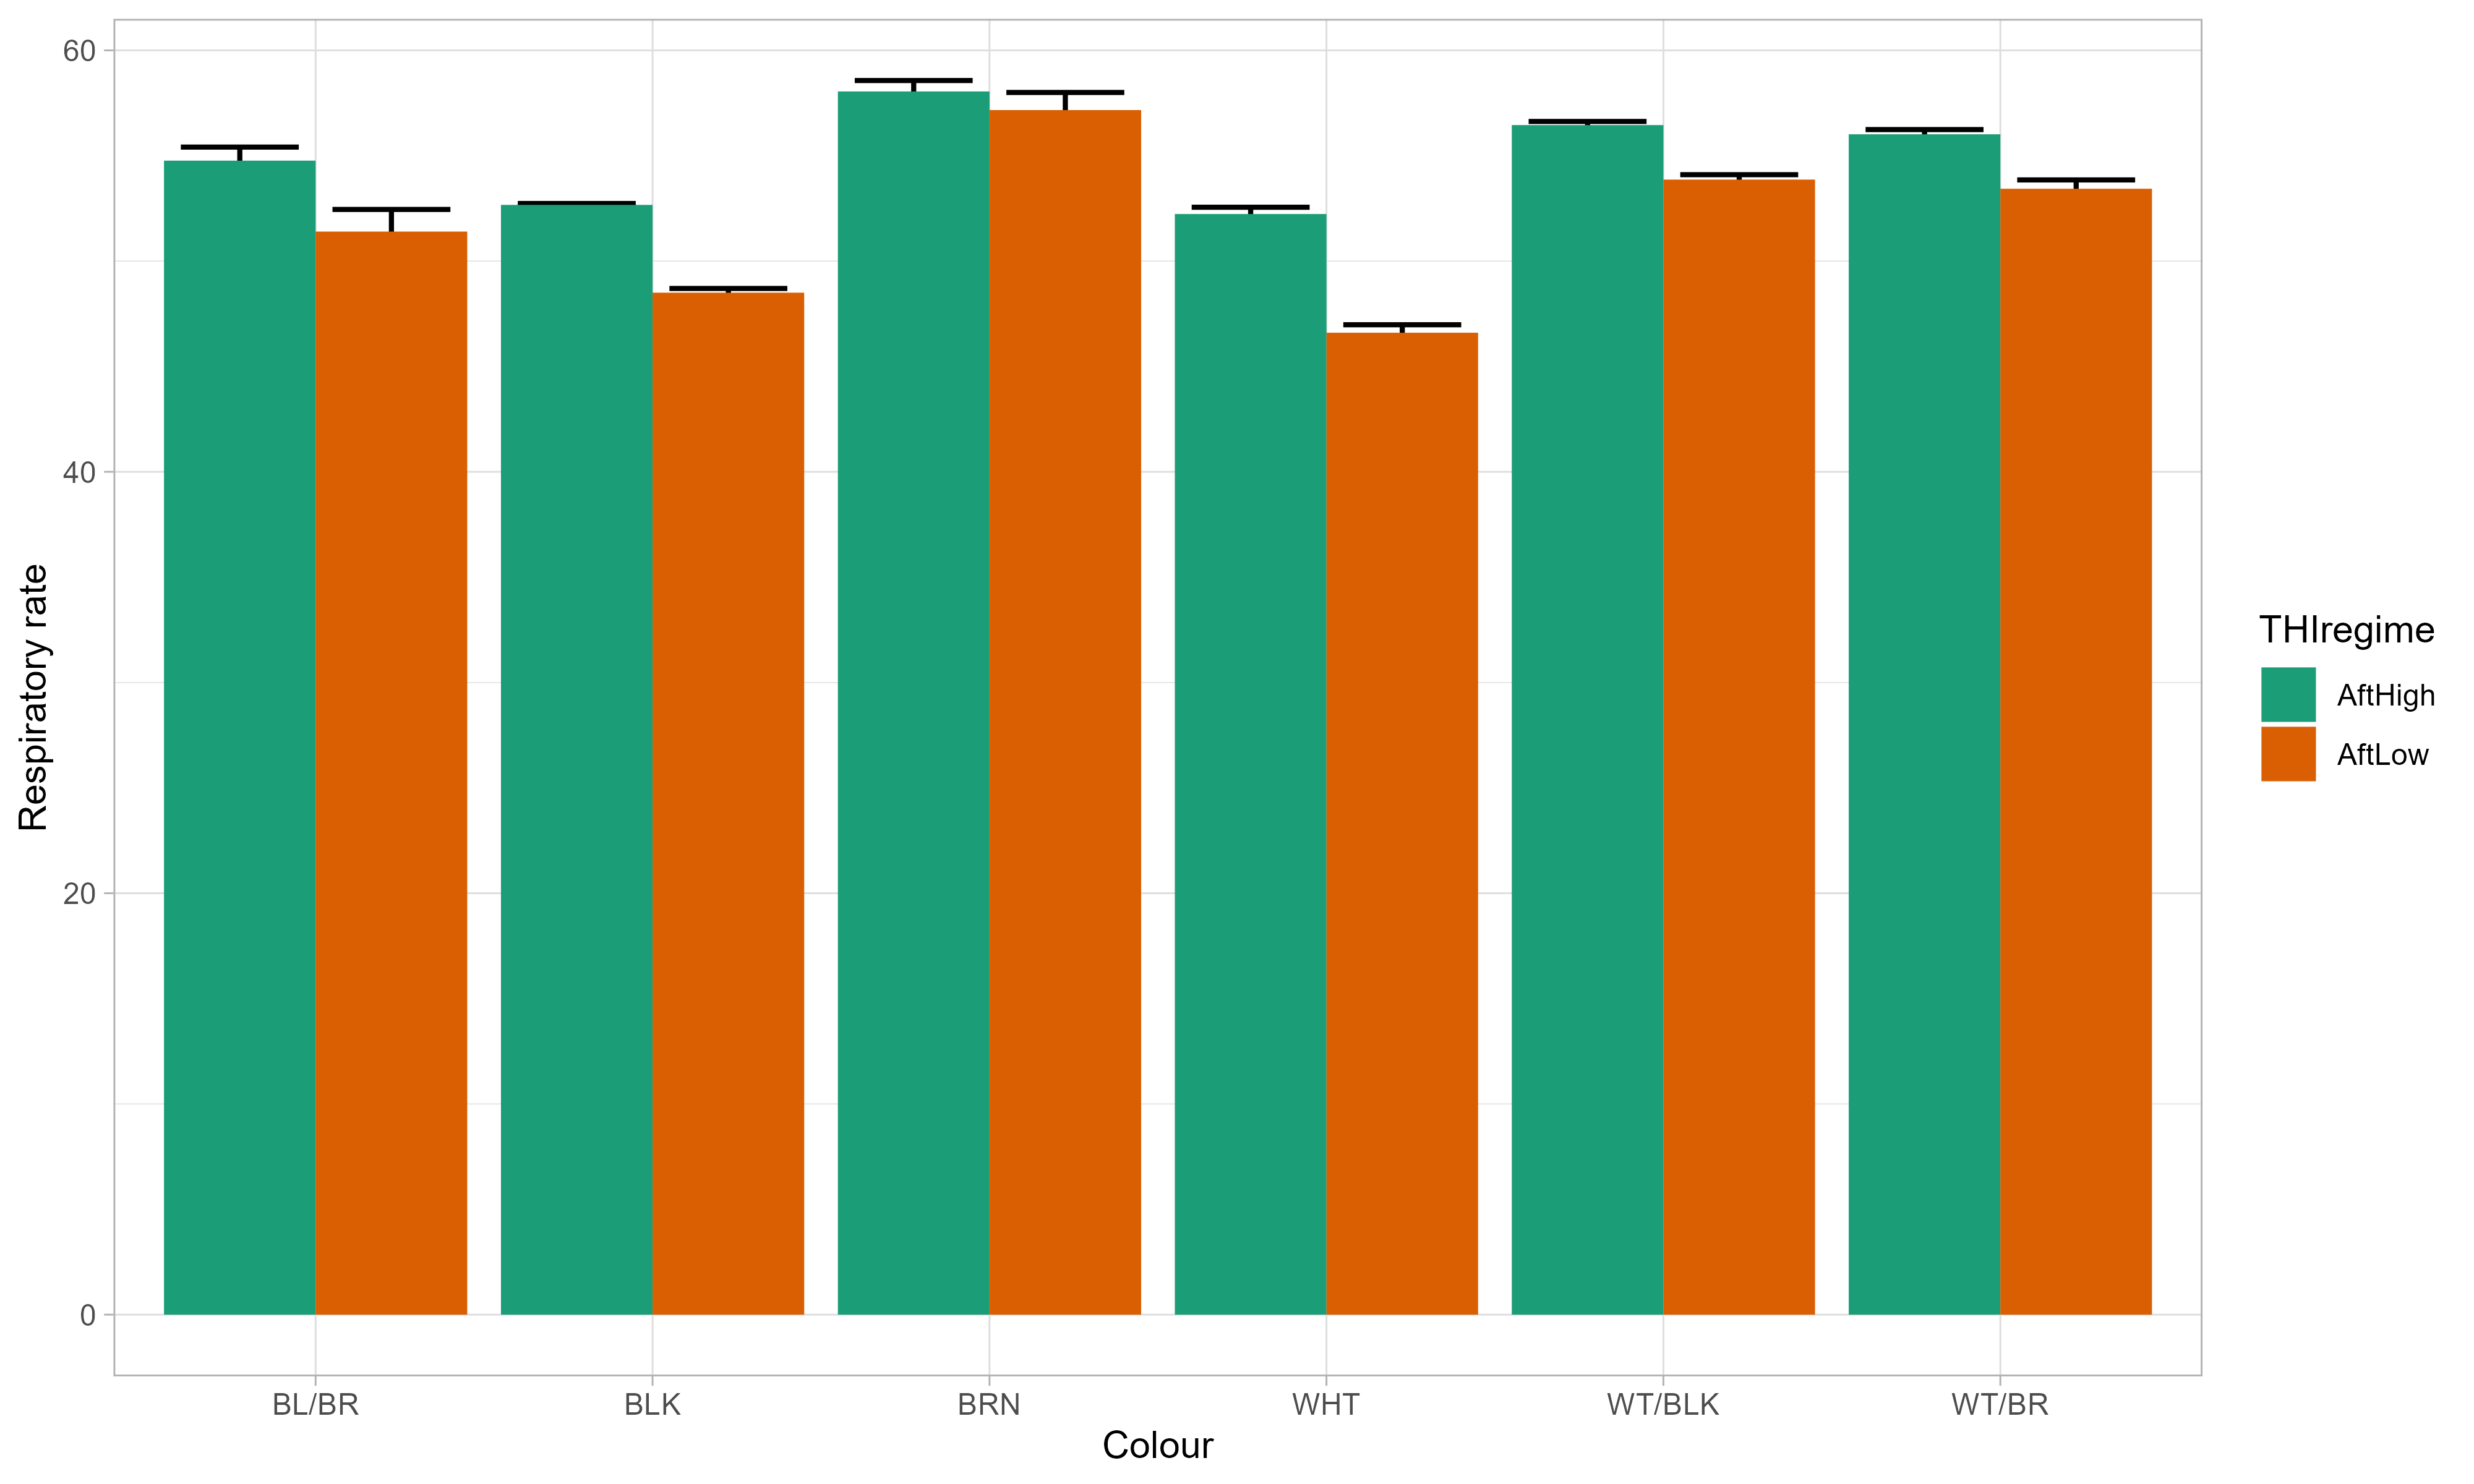 60
40
20
0
Respiratory rate
BL/BR BLK BRN WHT WT/BLK WT/BR
Colour
THIregime
AftHigh
AftLow